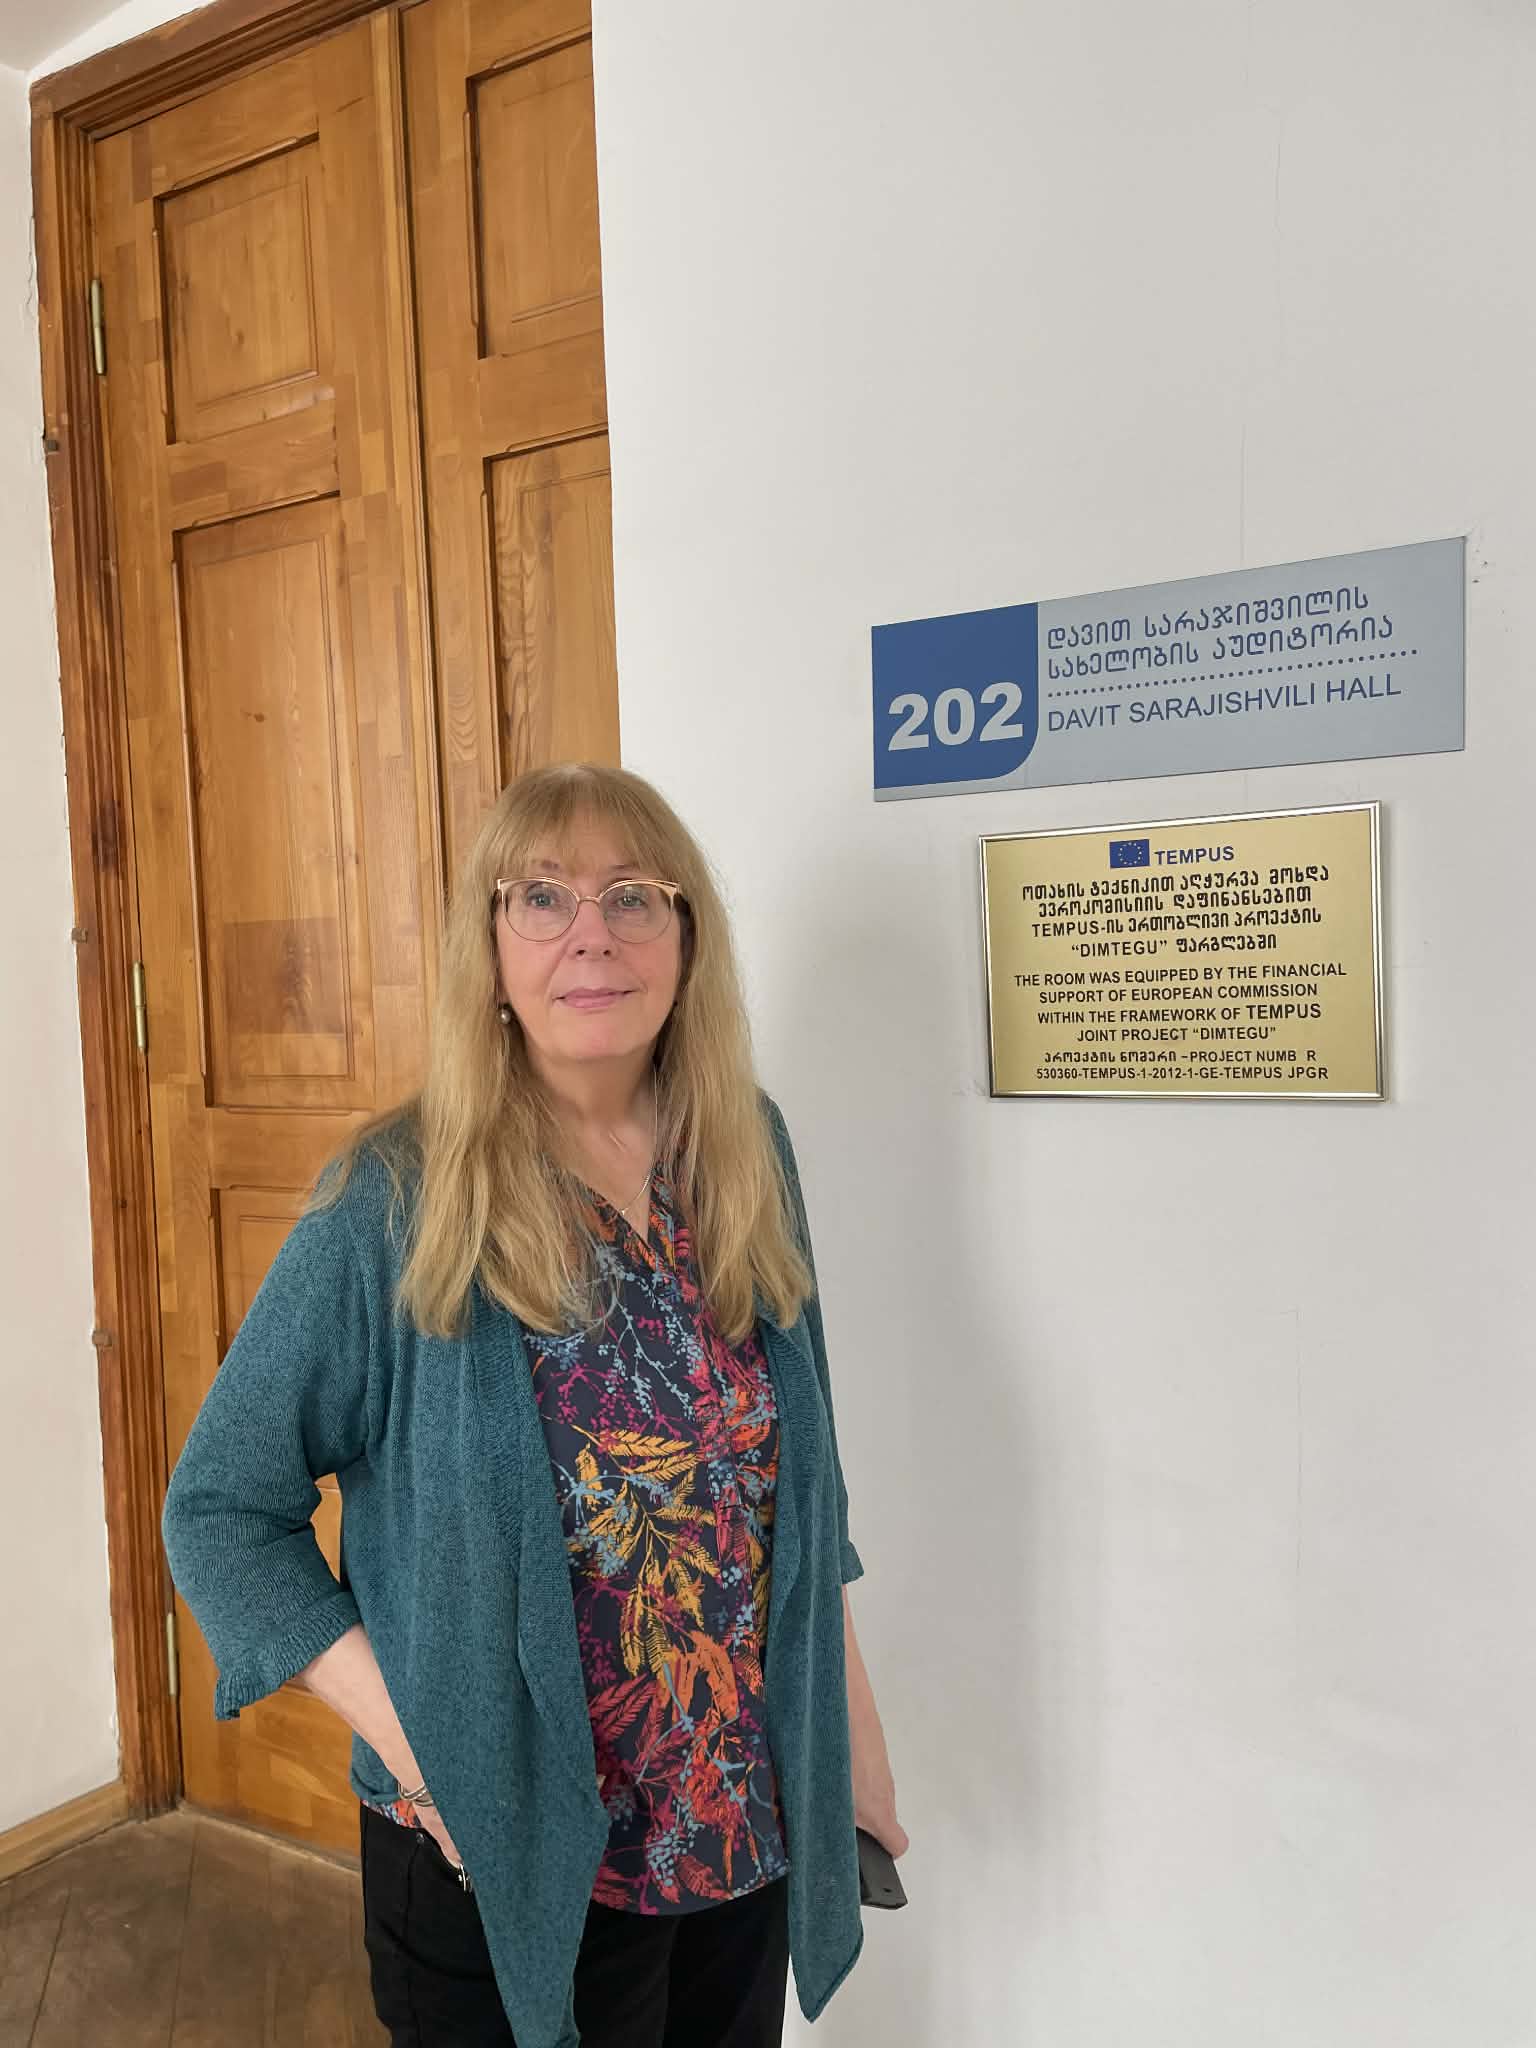 202
დავით სარაჯიშვილის
სახელობის აუდიტორია
DAVIT SARAJISHVILI HALL
TEMPUS
ოთახის ტექნიკით აღჭურვა მოხდა
ევროკომისიის დაფინანსებით
TEMPUS-ის ერთობლივი პროექტის
“DIMTEGU” ფარგლებში
THE ROOM WAS EQUIPPED BY THE FINANCIAL
SUPPORT OF EUROPEAN COMMISSION
WITHIN THE FRAMEWORK OF TEMPUS
JOINT PROJECT “DIMTEGU”
პროექტის ნომერი –PROJECT NUMB R
530360-TEMPUS-1-2012-1-GE-TEMPUS JPGR